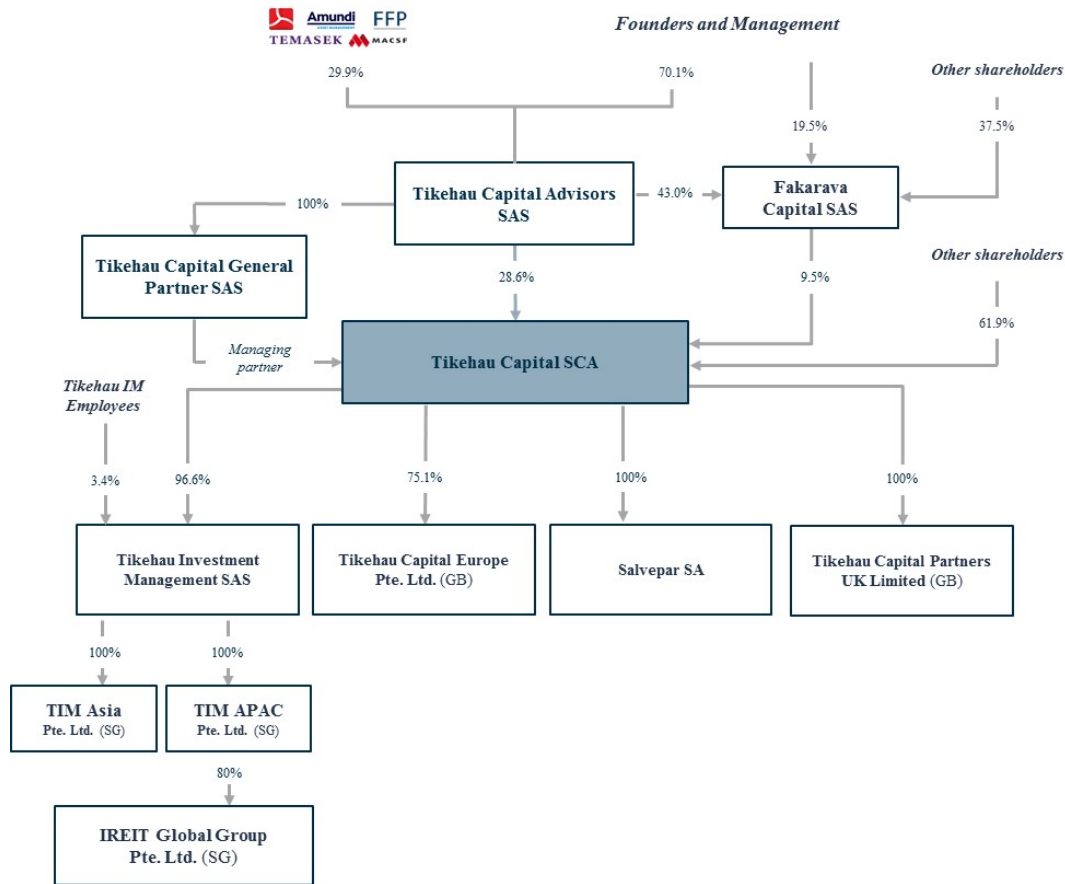 Amundi
ASSET MANAGEMENT
FFP
TEMASEK
MACSF
Founders and Management
29.9%
70.1%
Other shareholders
19.5%
37.5%
Tikehau Capital Advisors
SAS
43.0%
Fakarava
Capital SAS
100%
Tikehau Capital General
Partner SAS
28.6%
9.5%
Other shareholders
61.9%
Managing
partner
Tikehau Capital SCA
Tikehau IM
Employees
3.4%
96.6%
75.1%
100%
100%
Tikehau Investment
Management SAS
Tikehau Capital Europe
Pte. Ltd. (GB)
Salvepar SA
Tikehau Capital Partners
UK Limited (GB)
100%
100%
TIM Asia
Pte. Ltd. (SG)
TIM APAC
Pte. Ltd. (SG)
80%
IREIT Global Group
Pte. Ltd. (SG)